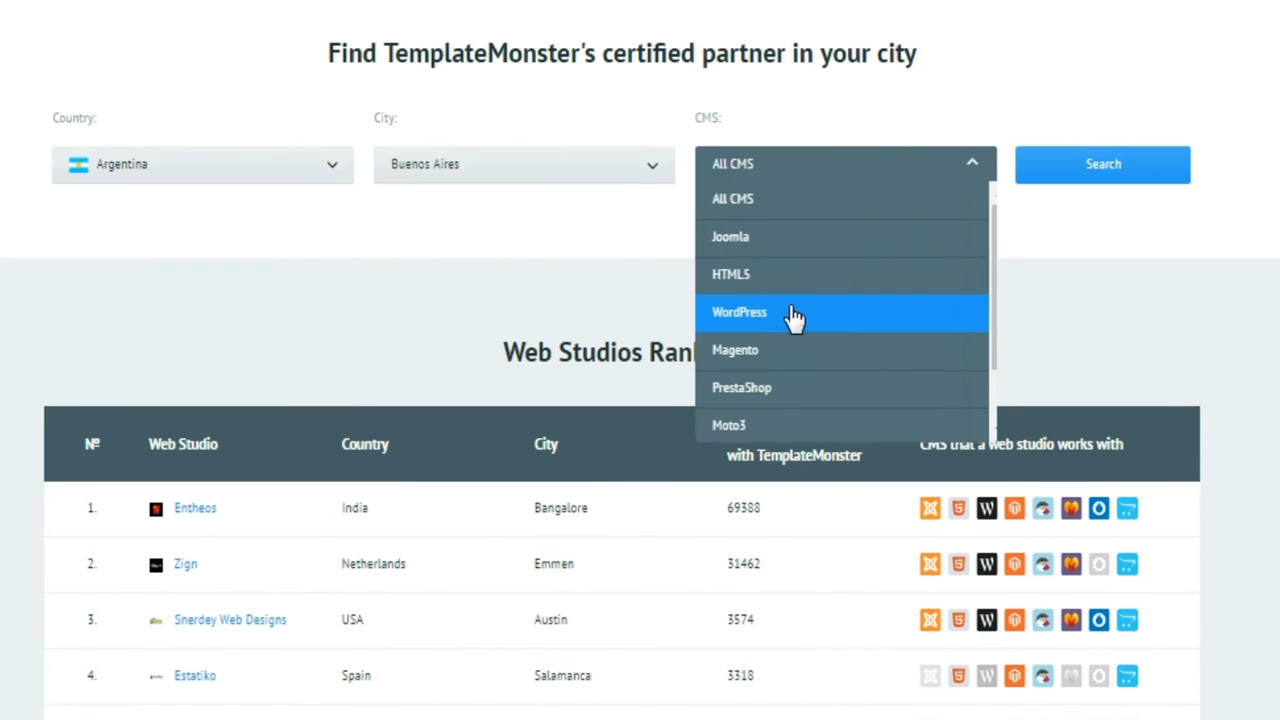 Find TemplateMonster's certified partner in your city
Country:
City:
CMS:
Argentina
Buenos Aires
All CMS
Search
All CMS
Joomla
HTML5
WordPress
Magento
PrestaShop
Moto3
Web Studios
№
Web Studio
Country
City
with TemplateMonster
CMS that a web studio works with
1.
Entheos
India
Bangalore
69388
2.
Zign
Netherlands
Emmen
31462
3.
Snerdey Web Designs
USA
Austin
3574
4.
Estatiko
Spain
Salamanca
3318